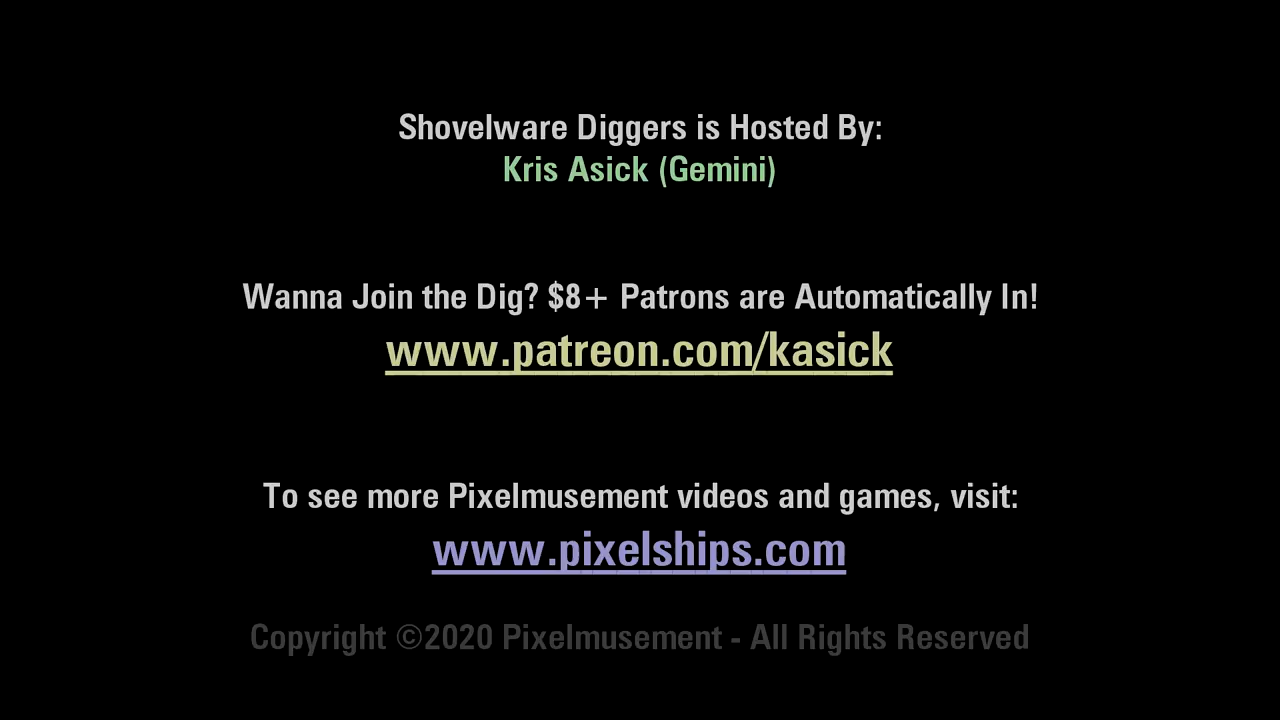 Shovelware Diggers is Hosted By:
Kris Asick (Gemini)
Wanna Join the Dig? $8+ Patrons are Automatically In!
www.patreon.com/kasick
To see more Pixelmusement videos and games, visit:
www.pixelships.com
Copyright ©2020 Pixelmusement - All Rights Reserved